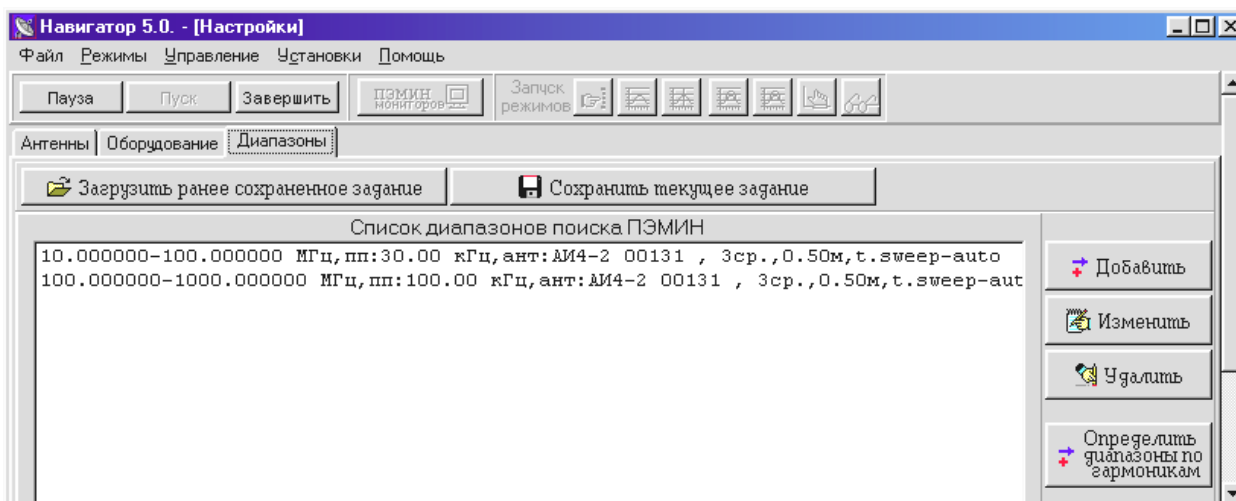 Навигатор 5.0. - [Настройки]
Файл Режимы Управление Установки Помощь
Пауза Пуск Завершить ПЭМИН мониторов Запуск режимов
Антенны Оборудование Диапазоны
Загрузить ранее сохраненное задание Сохранить текущее задание
Список диапазонов поиска ПЭМИН
10.000000-100.000000 МГц,пп:30.00 кГц,ант:АИ4-2 00131 , 3ср.,0.50м,t.sweep-auto
100.000000-1000.000000 МГц,пп:100.00 кГц,ант:АИ4-2 00131 , 3ср.,0.50м,t.sweep-aut
Добавить
Изменить
Удалить
Определить
диапазоны по
гармоникам